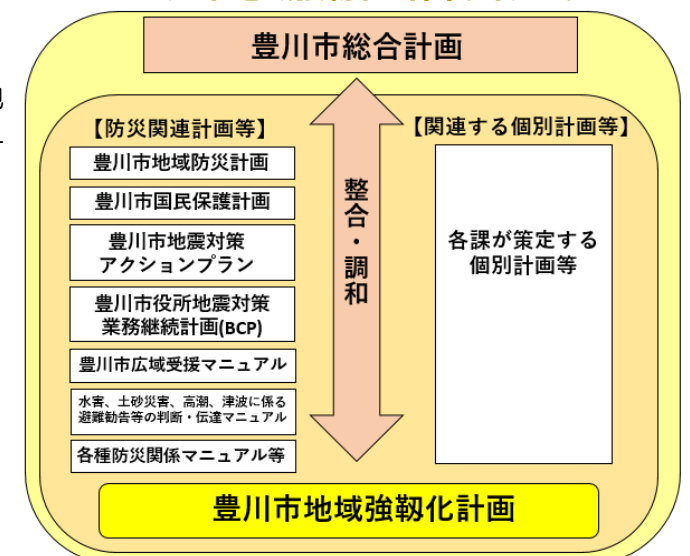 豊川市総合計画
【防災関連計画等】
豊川市地域防災計画
豊川市国民保護計画
豊川市地震対策
アクションプラン
豊川市役所地震対策
業務継続計画(BCP)
豊川市広域受援マニュアル
水害、土砂災害、高潮、津波に係る
避難勧告等の判断・伝達マニュアル
各種防災関係マニュアル等
整合・調和
【関連する個別計画等】
各課が策定する
個別計画等
豊川市地域強靱化計画